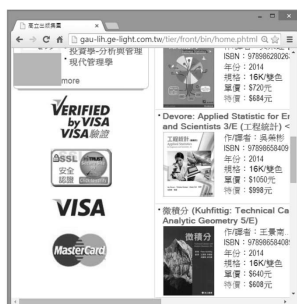 高立出版集團
gau-lih.ge-light.com.tw/tier/front/bin/home.phtml
投資學-分析與管理
現代管理學
more
VERIFIED
by VISA
VISA驗證
SSL
安全
認證
VISA
MasterCard
ISBN：97898628026
年份：2014
規格：16K/雙色
單價：$720元
特價：$684元
Devore: Applied Statistic for Er
and Scientists 3/E (工程統計) <
工程統計
作/譯者：吳榮彬
ISBN：97898658409
年份：2014
規格：16K/雙色
單價：$1050元
特價：$998元
微積分 (Kuhfittig: Technical Ca
Analytic Geometry 5/E)
微積分
作/譯者：王景南
ISBN：97898658408
年份：2014
規格：16K/雙色
單價：$640元
特價：$608元